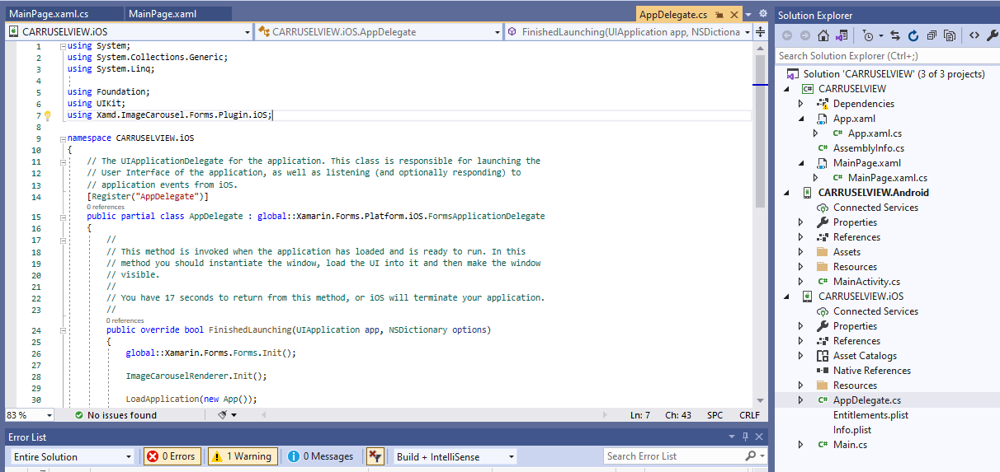 MainPage.xaml.cs
MainPage.xaml
AppDelegate.cs
CARRUSELVIEW.iOS
CARRUSELVIEW.iOS.AppDelegate
FinishedLaunching(UIApplication app, NSDictiona
1 using System;
2 using System.Collections.Generic;
3 using System.Linq;
4
5 using Foundation;
6 using UIKit;
7 using Xamd.ImageCarousel.Forms.Plugin.iOS;
8
9 namespace CARRUSELVIEW.iOS
10 {
11 // The UIApplicationDelegate for the application. This class is responsible for launching the
12 // User Interface of the application, as well as listening (and optionally responding) to
13 // application events from iOS.
14 [Register("AppDelegate")]
0 references
15 public partial class AppDelegate : global::Xamarin.Forms.Platform.iOS.FormsApplicationDelegate
16 {
17 //
18 // This method is invoked when the application has loaded and is ready to run. In this
19 // method you should instantiate the window, load the UI into it and then make the window
20 // visible.
21 //
22 // You have 17 seconds to return from this method, or iOS will terminate your application.
23 //
0 references
24 public override bool FinishedLaunching(UIApplication app, NSDictionary options)
25 {
26 global::Xamarin.Forms.Forms.Init();
27
28 ImageCarouselRenderer.Init();
29
30 LoadApplication(new App());
83 %
No issues found
Ln: 7
Ch: 43
SPC
CRLF
Error List
Entire Solution
0 Errors
1 Warning
0 Messages
Build + IntelliSense
Search Error List
Solution Explorer
Search Solution Explorer (Ctrl+;)
Solution 'CARRUSELVIEW' (3 of 3 projects)
C# CARRUSELVIEW
Dependencies
App.xaml
C# App.xaml.cs
C# AssemblyInfo.cs
MainPage.xaml
C# MainPage.xaml.cs
CARRUSELVIEW.Android
Connected Services
Properties
References
Assets
Resources
C# MainActivity.cs
CARRUSELVIEW.iOS
Connected Services
Properties
References
Asset Catalogs
Native References
Resources
C# AppDelegate.cs
Entitlements.plist
Info.plist
C# Main.cs